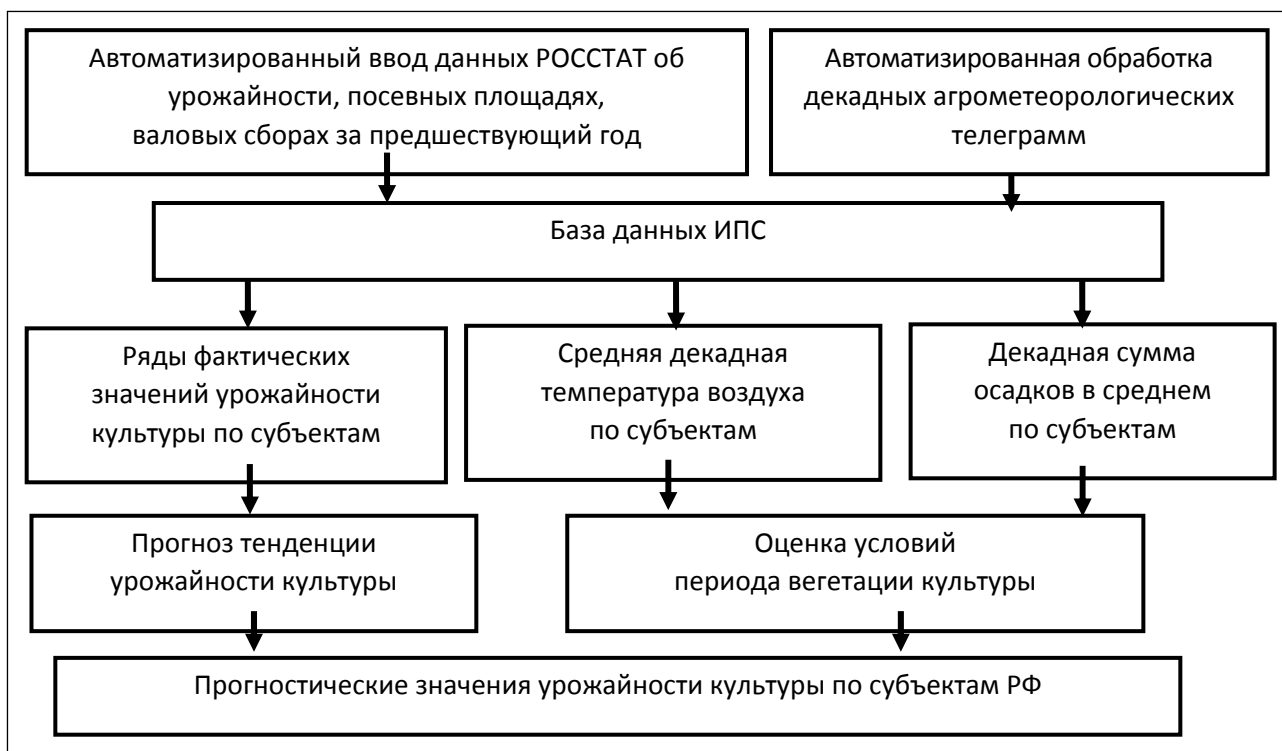 Автоматизированный ввод данных РОССТАТ об
урожайности, посевных площадях,
валовых сборах за предшествующий год
Автоматизированная обработка
декадных агрометеорологических
телеграмм
База данных ИПС
Ряды фактических
значений урожайности
культуры по субъектам
Средняя декадная
температура воздуха
по субъектам
Декадная сумма
осадков в среднем
по субъектам
Прогноз тенденции
урожайности культуры
Оценка условий
периода вегетации культуры
Прогностические значения урожайности культуры по субъектам РФ